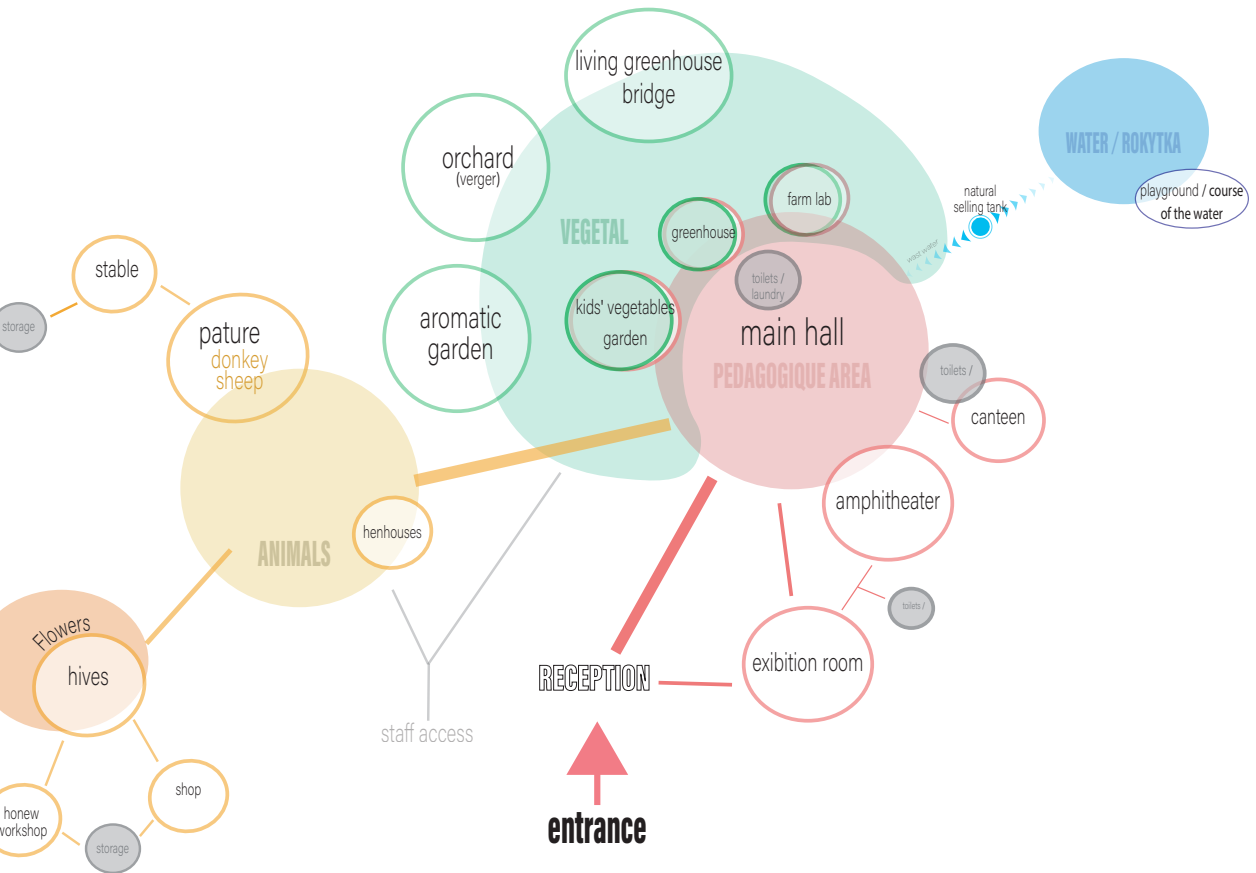 living greenhouse
bridge
orchard
(verger)
VEGETAL
farm lab
greenhouse
toilets /
laundry
kids' vegetables
garden
aromatic
garden
main hall
PEDAGOGIQUE AREA
WATER / ROKYTKA
playground / course
of the water
natural
selling tank
wast water
stable
storage
pature
donkey
sheep
ANIMALS
henhouses
toilets /
canteen
amphitheater
toilets /
exibition room
RECEPTION
staff access
entrance
Flowers
hives
shop
honew
workshop
storage